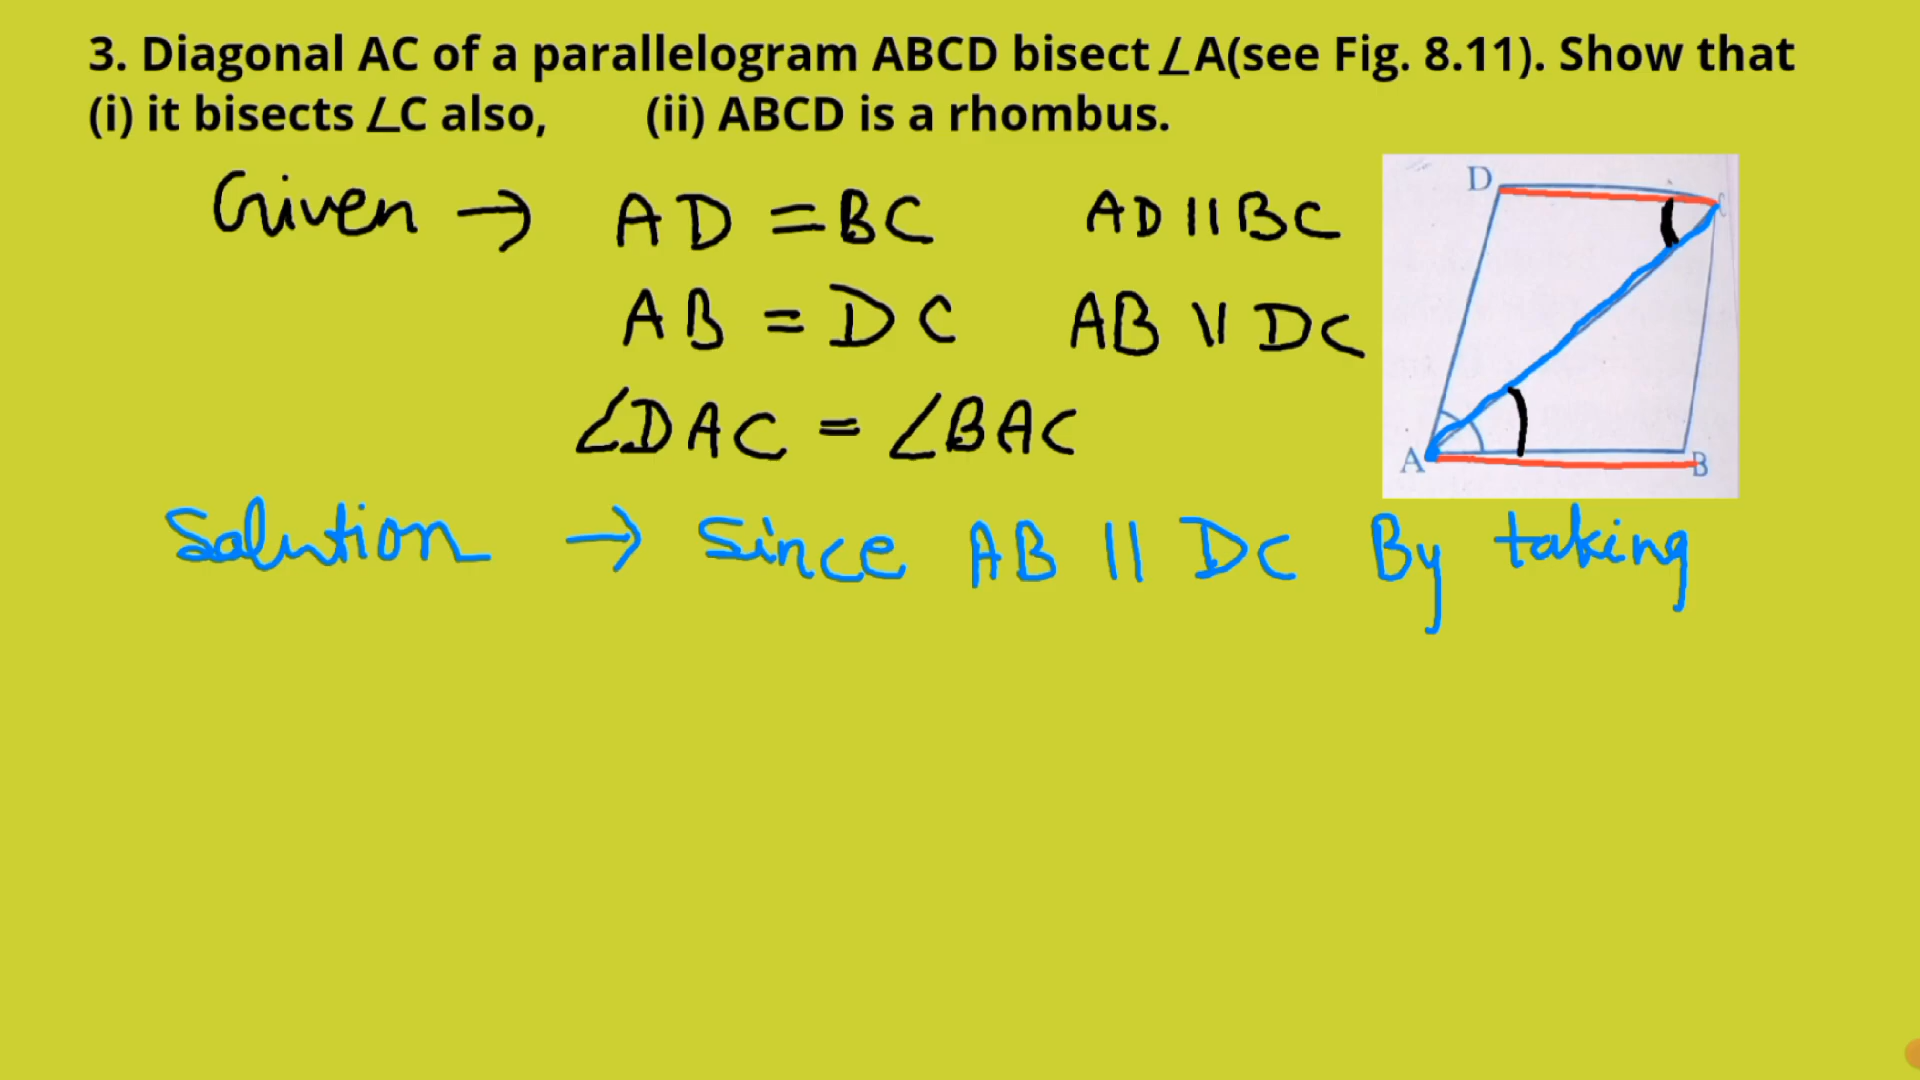 3. Diagonal AC of a parallelogram ABCD bisect ∠A(see Fig. 8.11). Show that
(i) it bisects ∠C also, (ii) ABCD is a rhombus.
Given → AD = BC AD || BC
AB = DC AB || DC
∠DAC = ∠BAC
D
C
A
B
Solution → Since AB || DC By taking